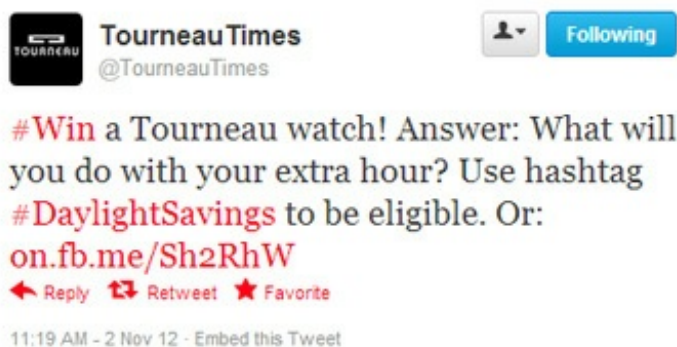 TOURNEAU
TourneauTimes
@TourneauTimes
Following
#Win a Tourneau watch! Answer: What will
you do with your extra hour? Use hashtag
#DaylightSavings to be eligible. Or:
on.fb.me/Sh2RhW
Reply Retweet Favorite
11:19 AM - 2 Nov 12 · Embed this Tweet